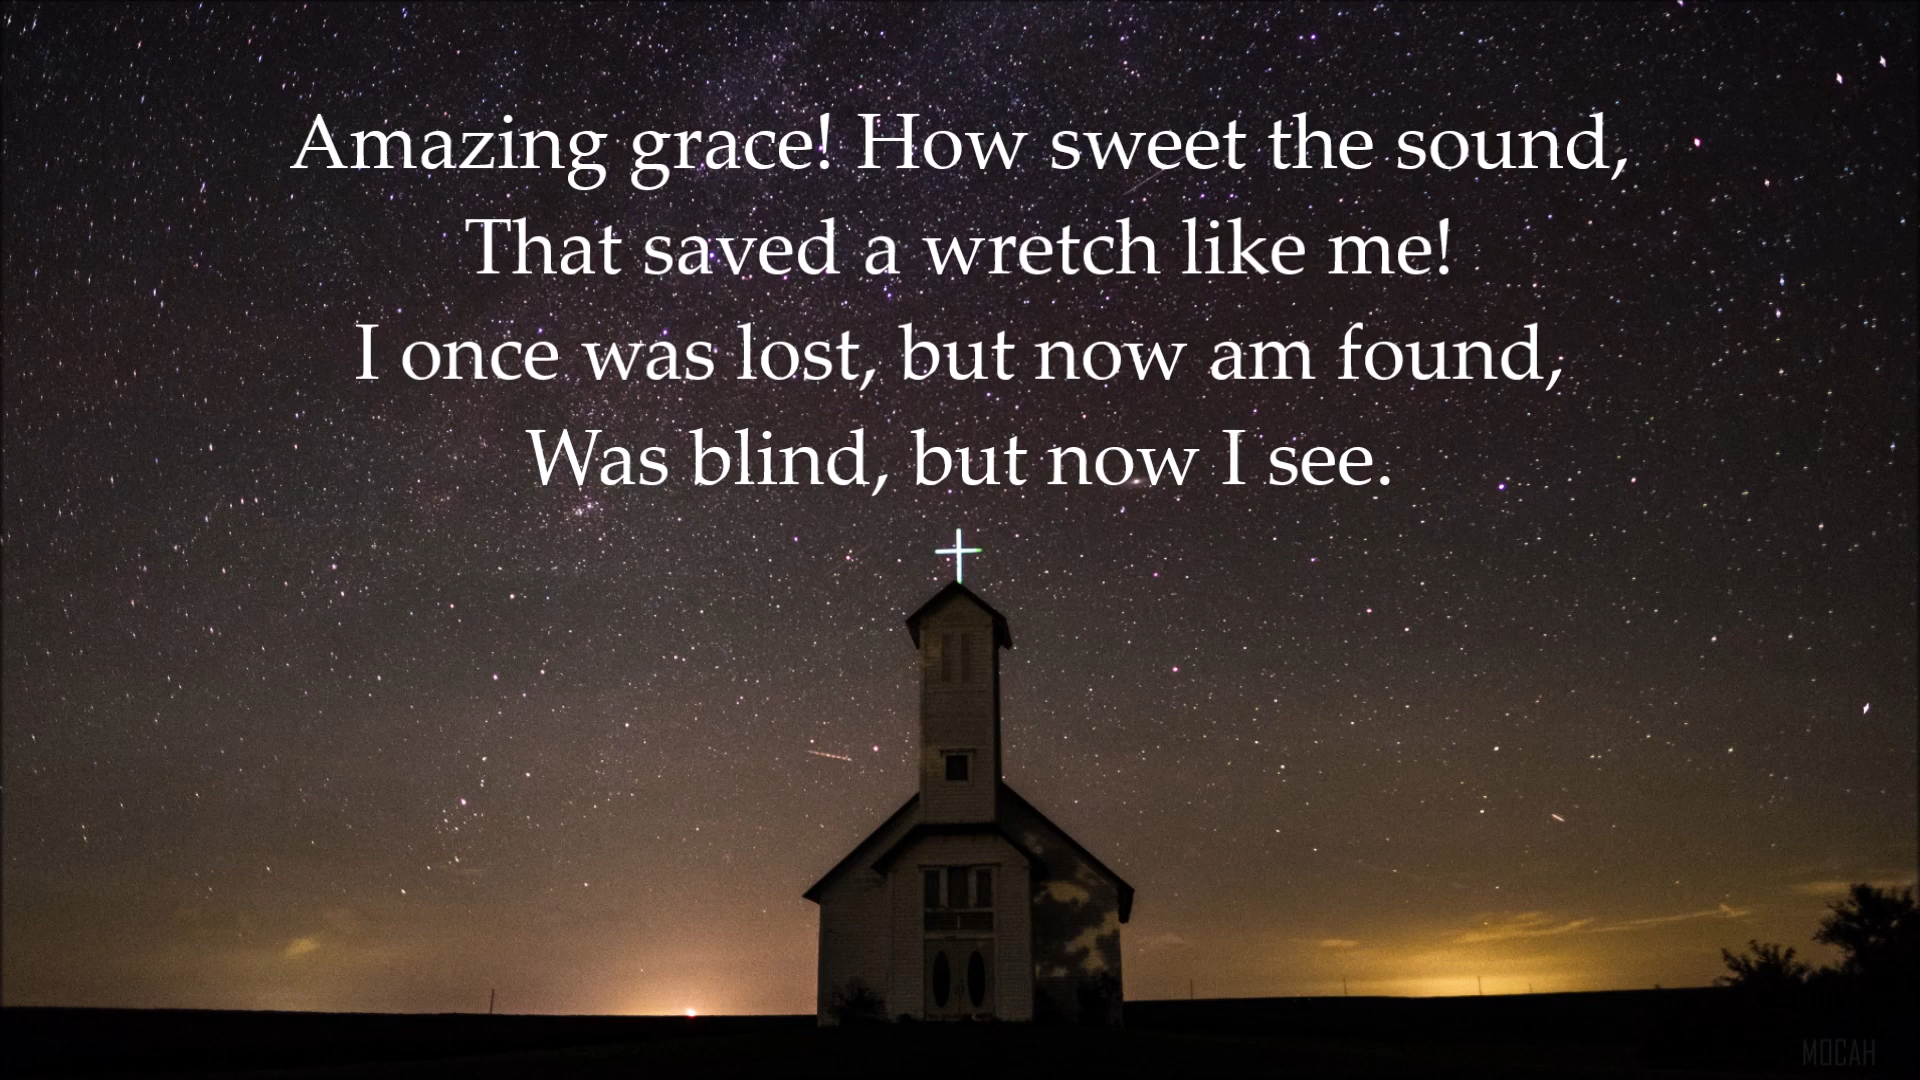 Amazing grace! How sweet the sound,
That saved a wretch like me!
I once was lost, but now am found,
Was blind, but now I see.
MOCAH